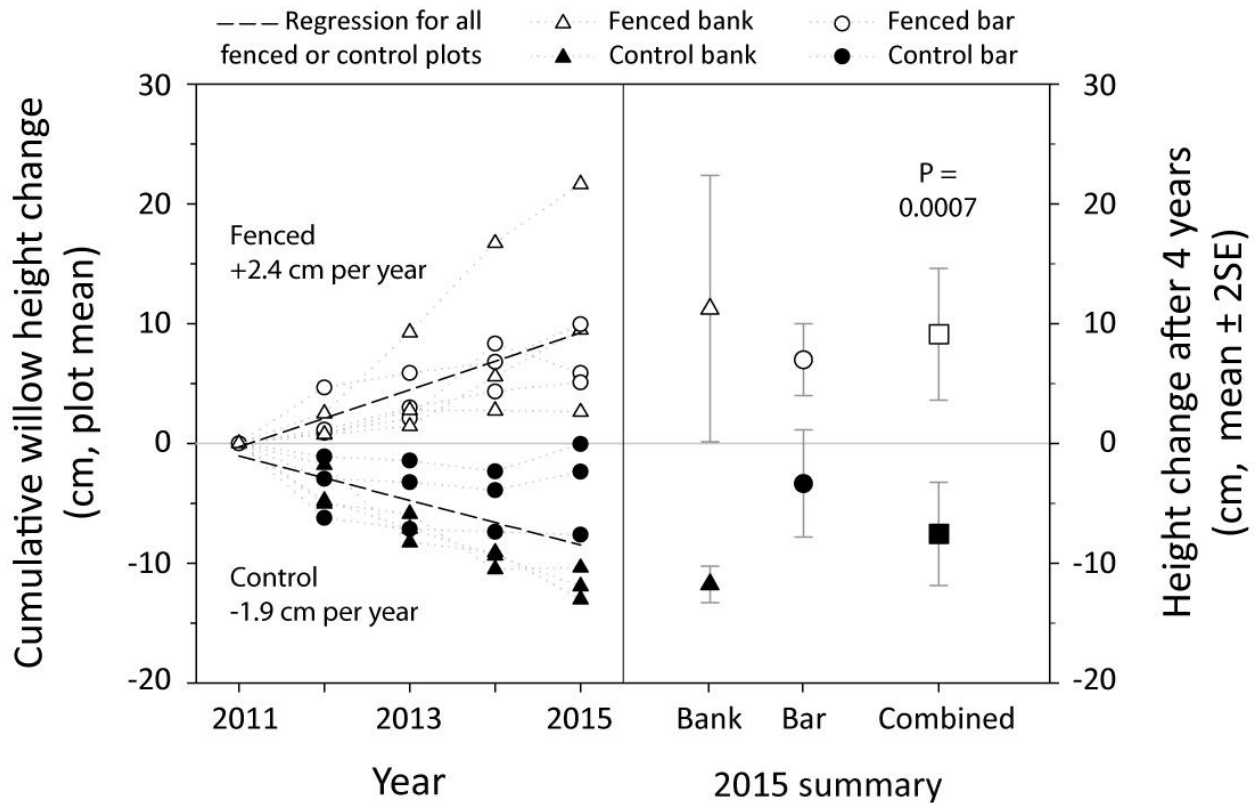 Regression for all
fenced or control plots
Fenced bank
Fenced bar
Control bank
Control bar
Cumulative willow height change
(cm, plot mean)
30
20
10
0
-10
-20
Fenced
+2.4 cm per year
Control
-1.9 cm per year
P =
0.0007
30
20
10
0
-10
-20
Height change after 4 years
(cm, mean ± 2SE)
2011
2013
2015
Bank
Bar
Combined
Year
2015 summary